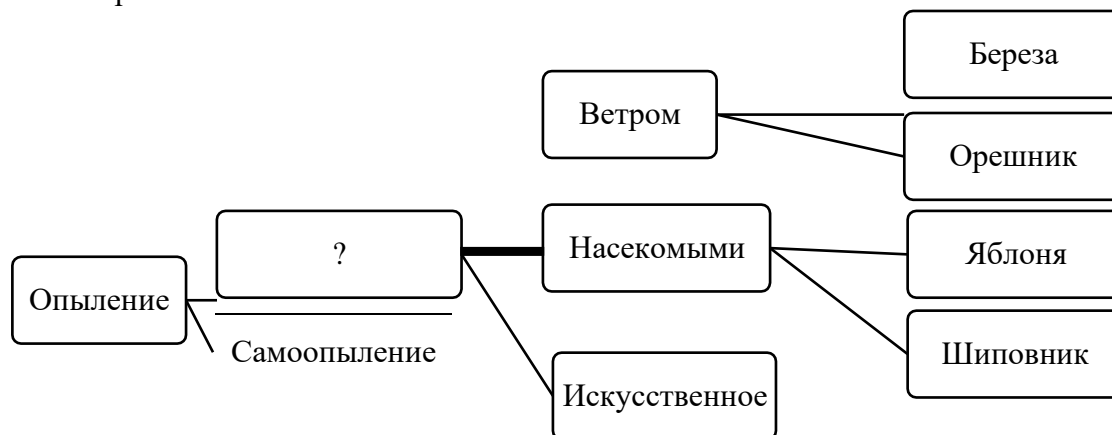 Береза
Ветром
Орешник
?
Насекомыми
Яблоня
Опыление
Самоопыление
Шиповник
Искусственное